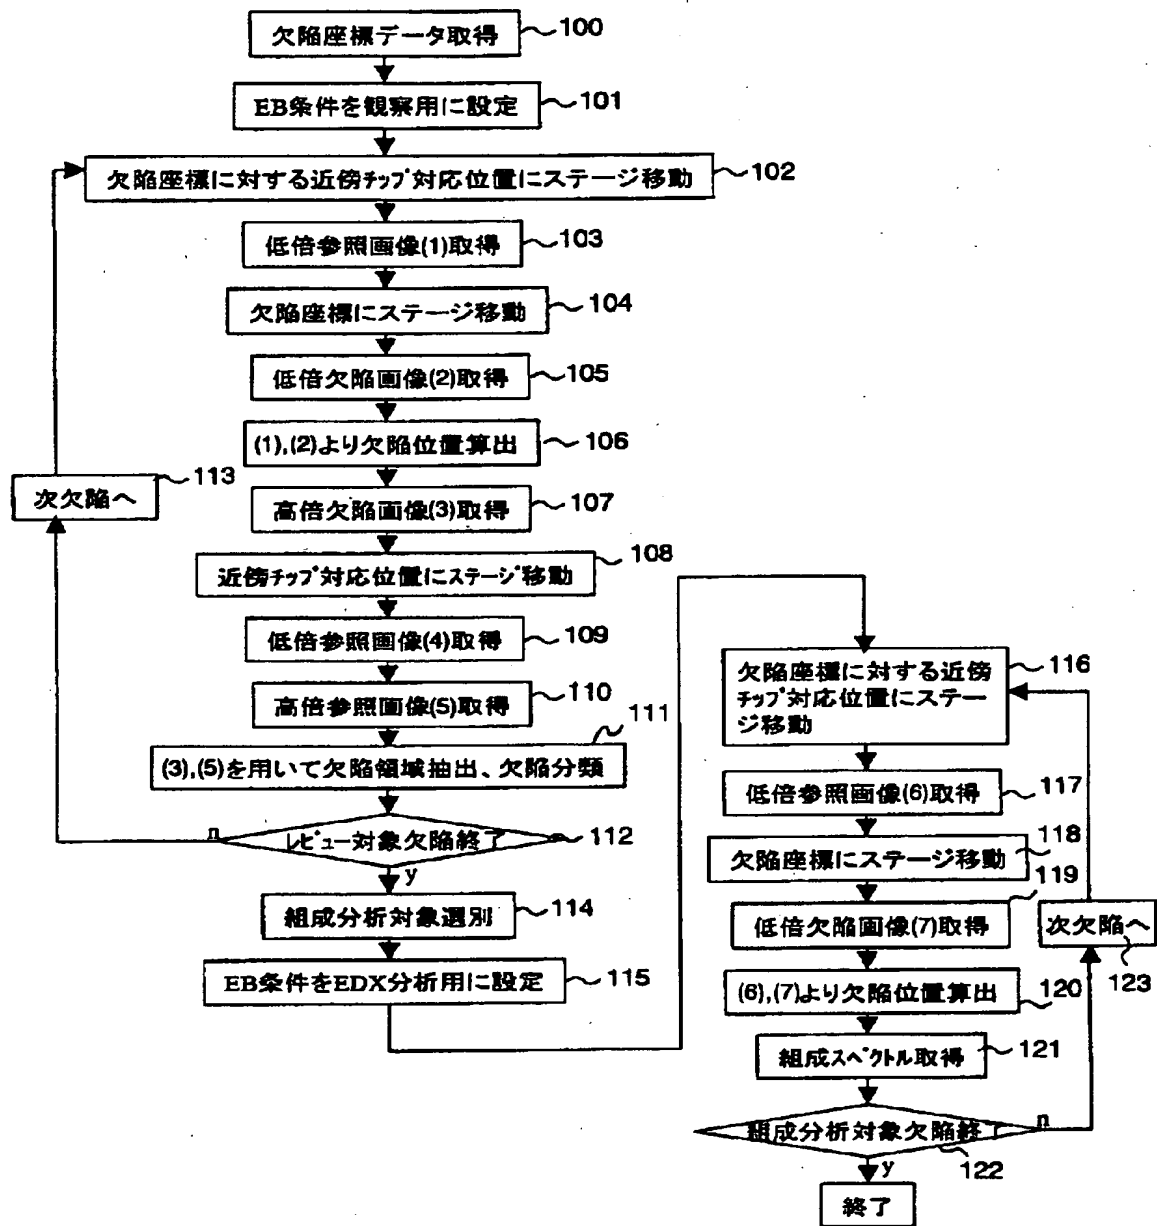 欠陥座標データ取得 100
EB条件を観察用に設定 101
欠陥座標に対する近傍チップ対応位置にステージ移動 102
低倍参照画像(1)取得 103
欠陥座標にステージ移動 104
低倍欠陥画像(2)取得 105
(1),(2)より欠陥位置算出 106
次欠陥へ 113
高倍欠陥画像(3)取得 107
近傍チップ対応位置にステージ移動 108
低倍参照画像(4)取得 109
高倍参照画像(5)取得 110
(3),(5)を用いて欠陥領域抽出、欠陥分類 111
n
レビュー対象欠陥終了 112
y
組成分析対象選別 114
EB条件をEDX分析用に設定 115
欠陥座標に対する近傍
チップ対応位置にステー
ジ移動
116
低倍参照画像(6)取得 117
欠陥座標にステージ移動 118
低倍欠陥画像(7)取得 119
次欠陥へ 123
(6),(7)より欠陥位置算出 120
組成スペクトル取得 121
組成分析対象欠陥終了 122
n
y
終了